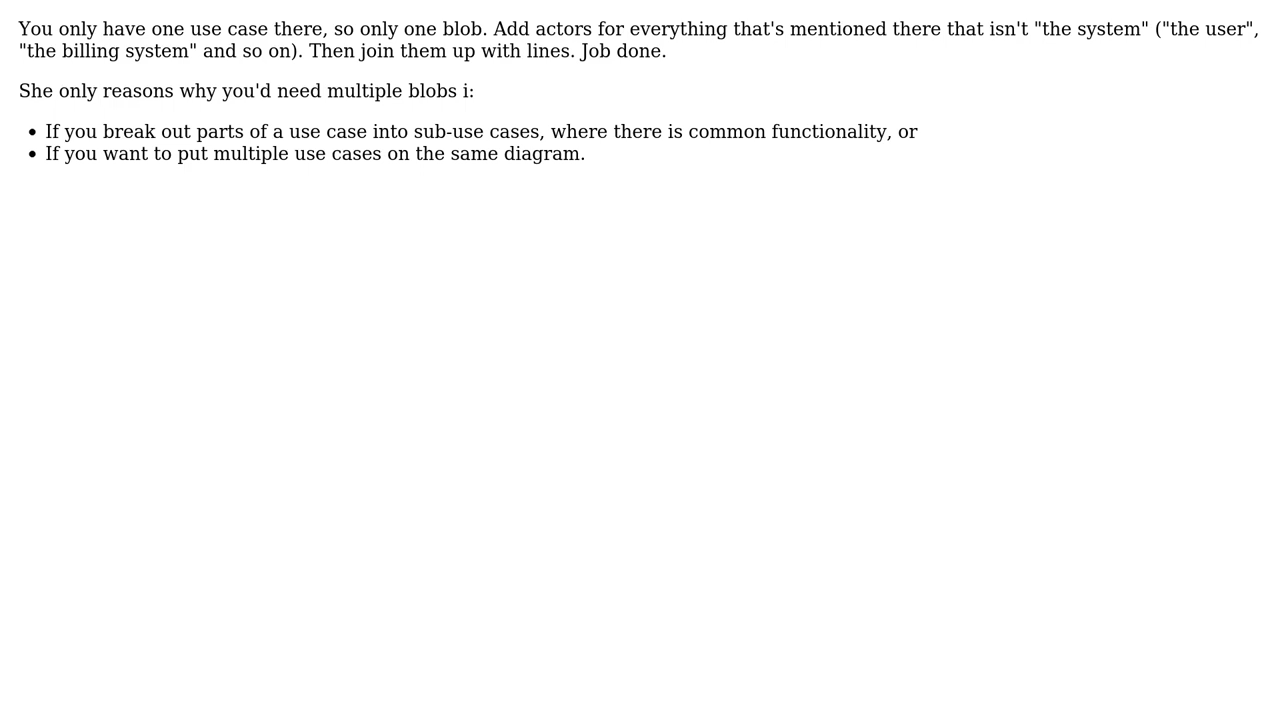 You only have one use case there, so only one blob. Add actors for everything that's mentioned there that isn't "the system" ("the user",
"the billing system" and so on). Then join them up with lines. Job done.
She only reasons why you'd need multiple blobs i:
• If you break out parts of a use case into sub-use cases, where there is common functionality, or
• If you want to put multiple use cases on the same diagram.